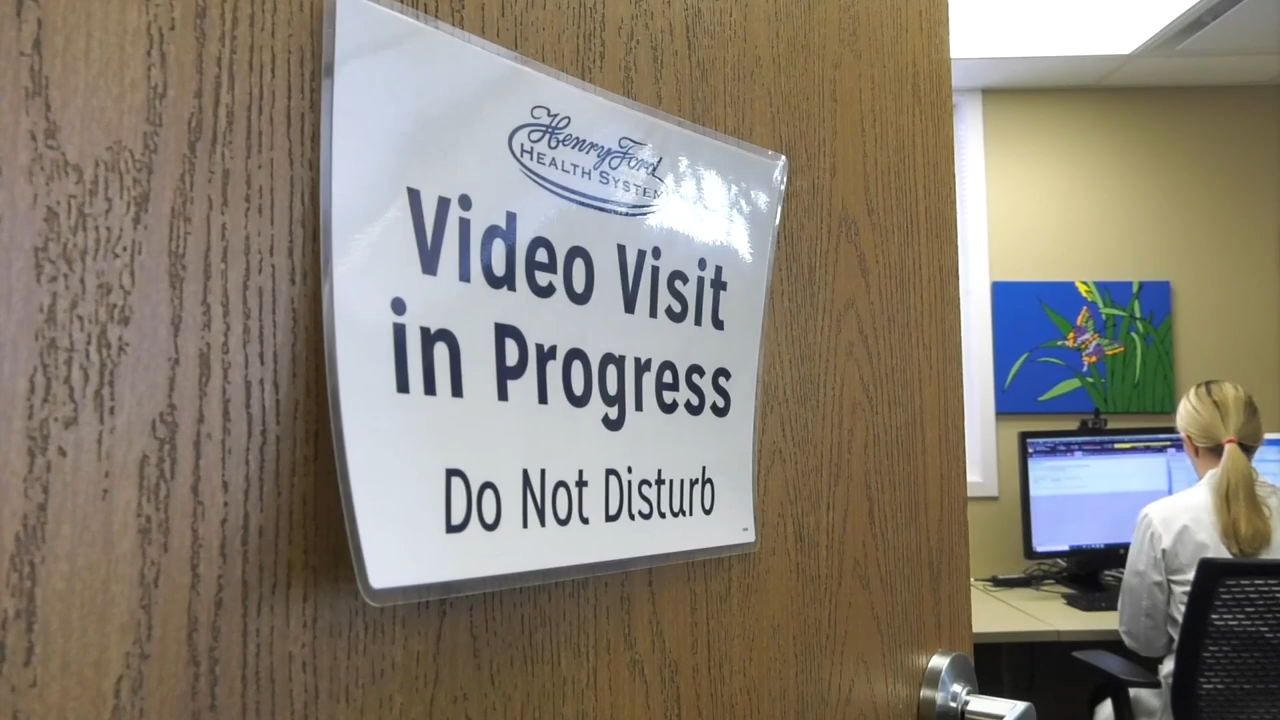 Henry Ford
HEALTH SYSTEM
Video Visit
in Progress
Do Not Disturb